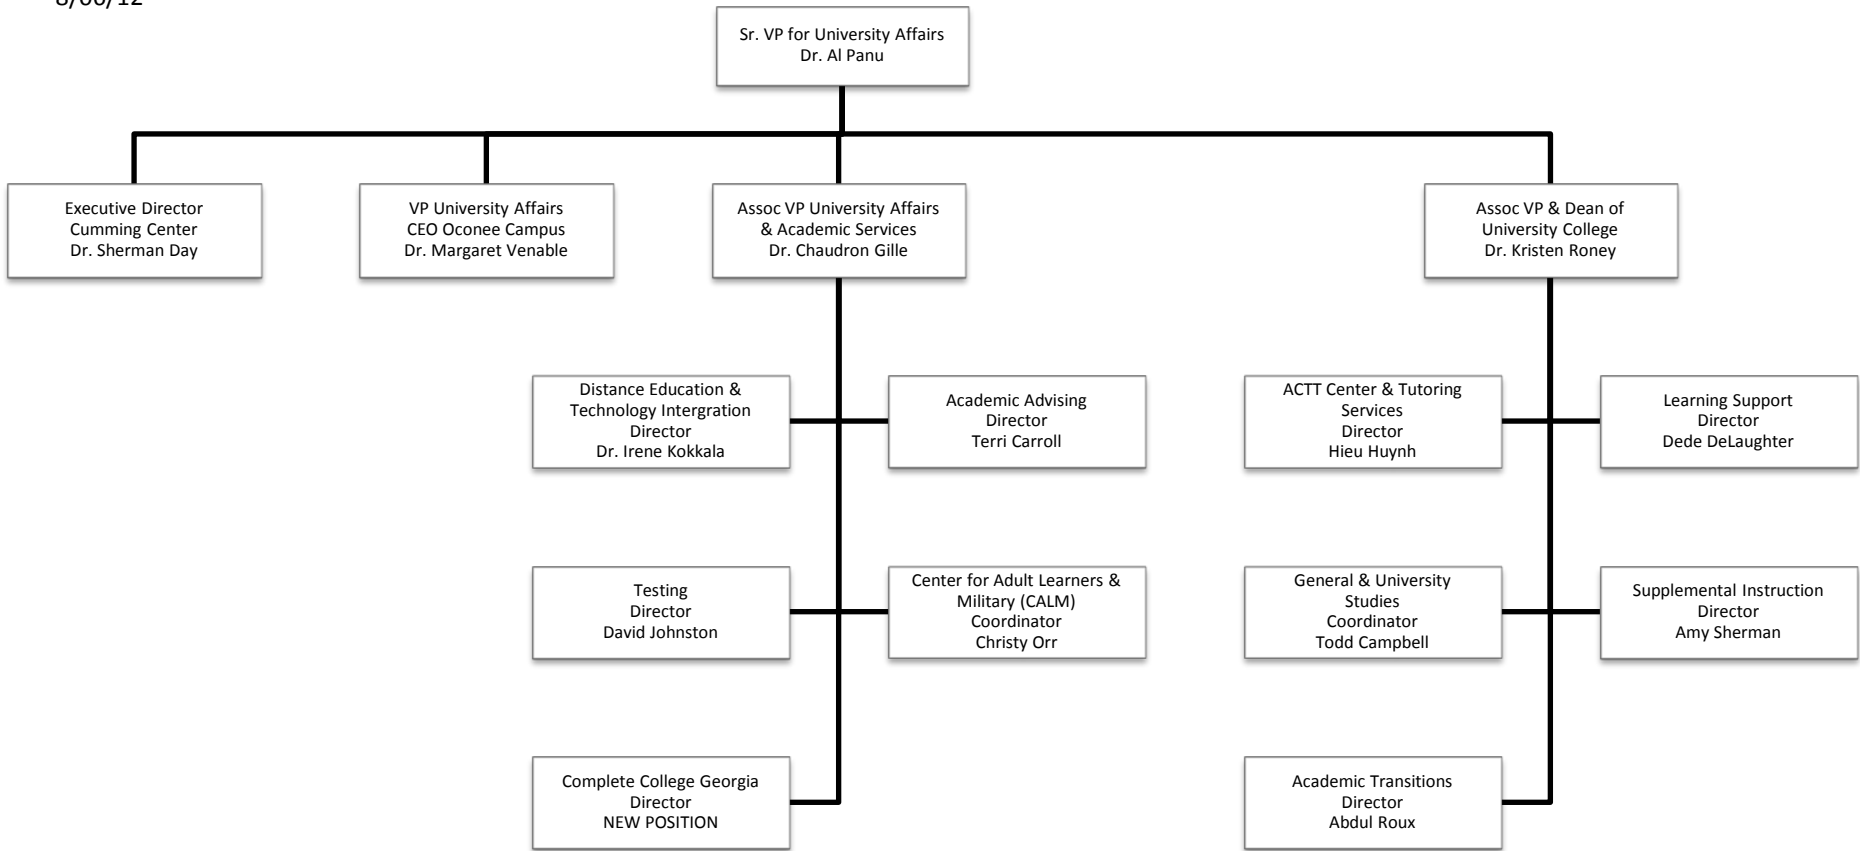 8/06/12
Sr. VP for University Affairs
Dr. Al Panu
Executive Director
Cumming Center
Dr. Sherman Day
VP University Affairs
CEO Oconee Campus
Dr. Margaret Venable
Assoc VP University Affairs
& Academic Services
Dr. Chaudron Gille
Assoc VP & Dean of
University College
Dr. Kristen Roney
Distance Education &
Technology Intergration
Director
Dr. Irene Kokkala
Academic Advising
Director
Terri Carroll
ACTT Center & Tutoring
Services
Director
Hieu Huynh
Learning Support
Director
Dede DeLaughter
Testing
Director
David Johnston
Center for Adult Learners &
Military (CALM)
Coordinator
Christy Orr
General & University
Studies
Coordinator
Todd Campbell
Supplemental Instruction
Director
Amy Sherman
Complete College Georgia
Director
NEW POSITION
Academic Transitions
Director
Abdul Roux